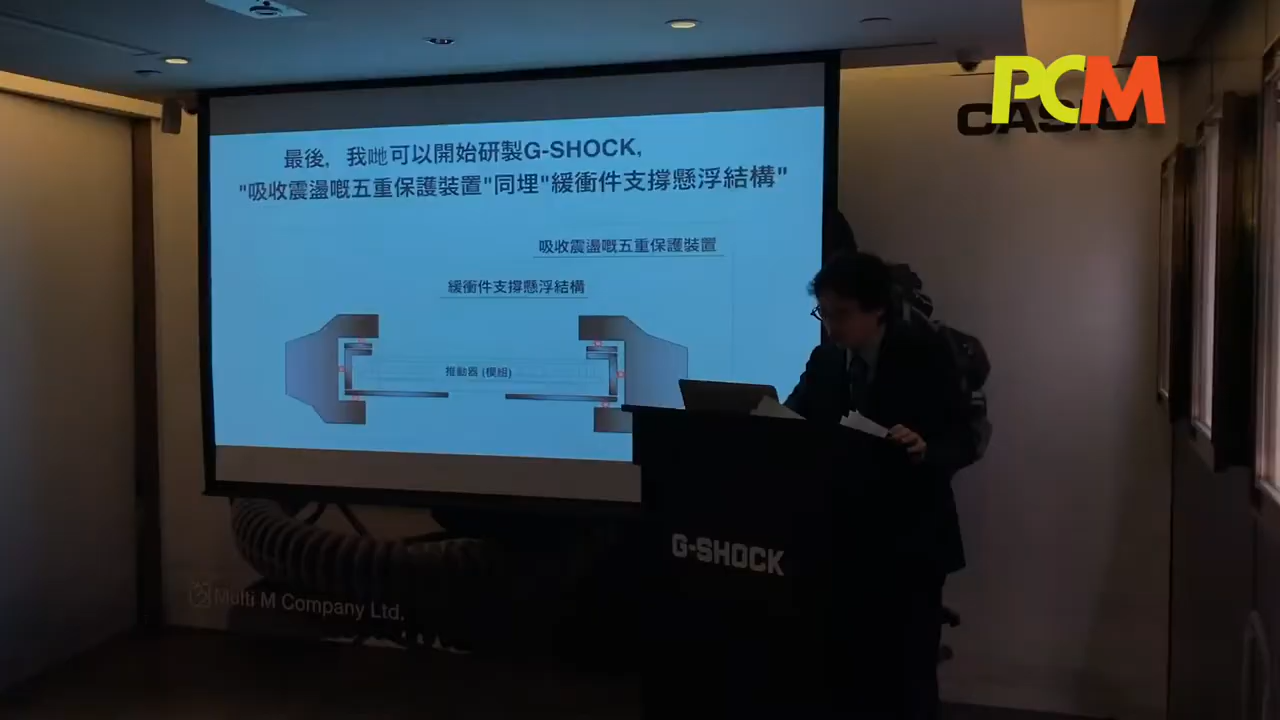 最後，我哋可以開始研製G-SHOCK,
"吸收震盪嘅五重保護裝置"同埋"緩衝件支撐懸浮結構"
吸收震盪嘅五重保護裝置
緩衝件支撐懸浮結構
推動器 (模組)
PCM
CASIO
G-SHOCK
Multi M Company Ltd.